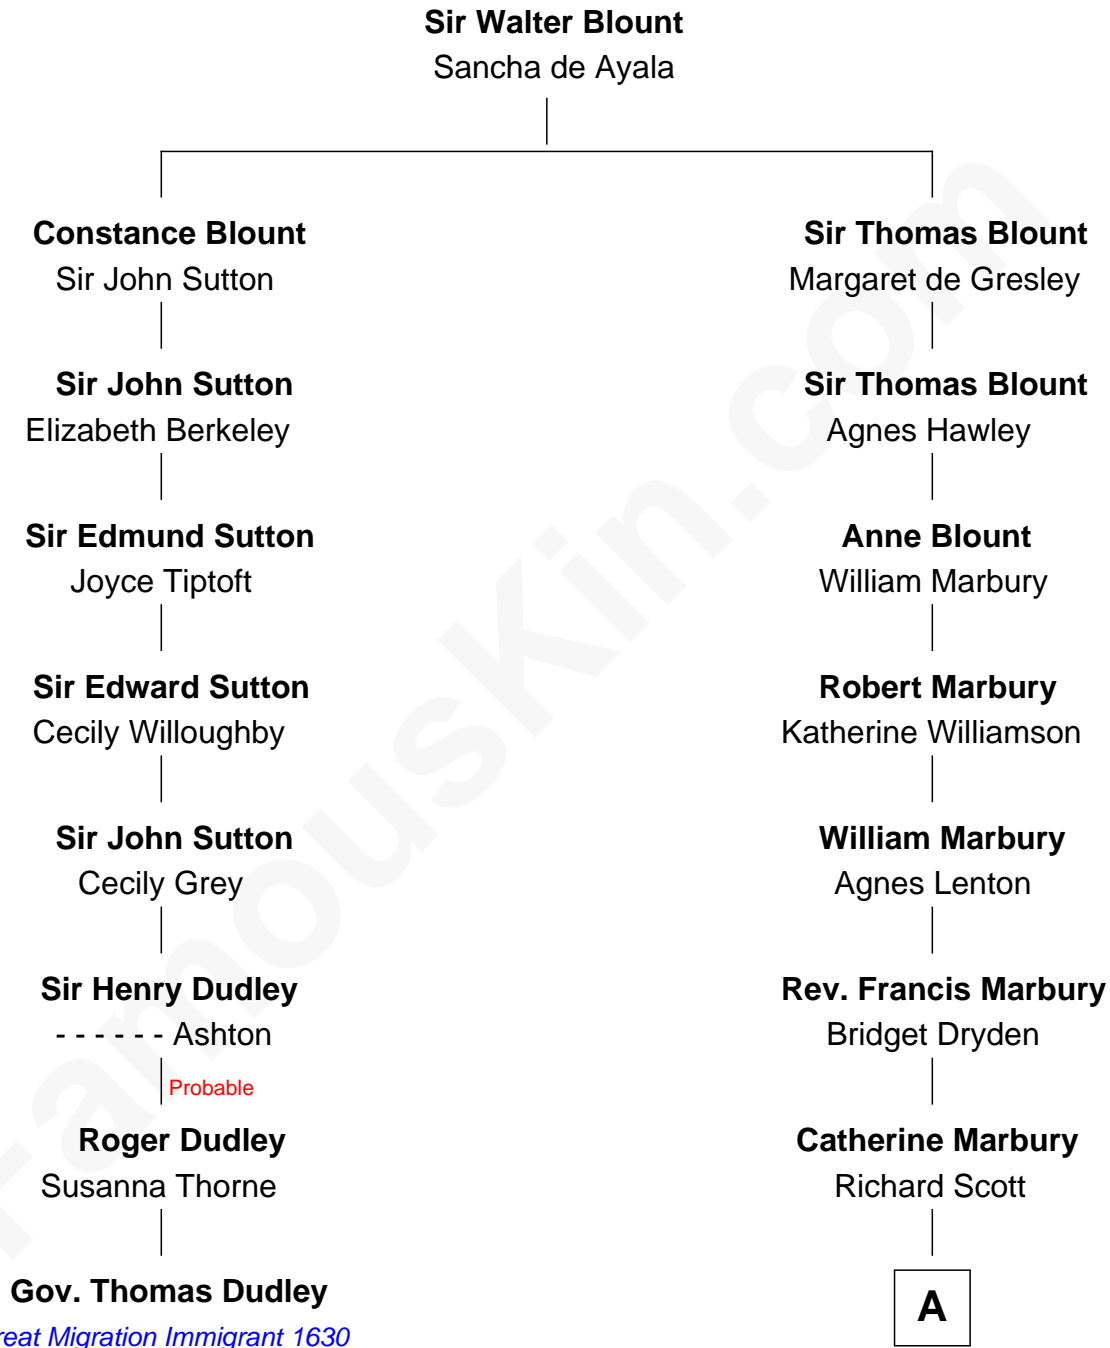 Sir Walter Blount
Sancha de Ayala
Constance Blount
Sir John Sutton
Sir Thomas Blount
Margaret de Gresley
Sir John Sutton
Elizabeth Berkeley
Sir Thomas Blount
Agnes Hawley
Sir Edmund Sutton
Joyce Tiptoft
Anne Blount
William Marbury
Sir Edward Sutton
Cecily Willoughby
Robert Marbury
Katherine Williamson
Sir John Sutton
Cecily Grey
William Marbury
Agnes Lenton
Sir Henry Dudley
- - - - - - Ashton
Probable
Rev. Francis Marbury
Bridget Dryden
Roger Dudley
Susanna Thorne
Catherine Marbury
Richard Scott
Gov. Thomas Dudley
reat Migration Immigrant 1630
A
FamousKin.com